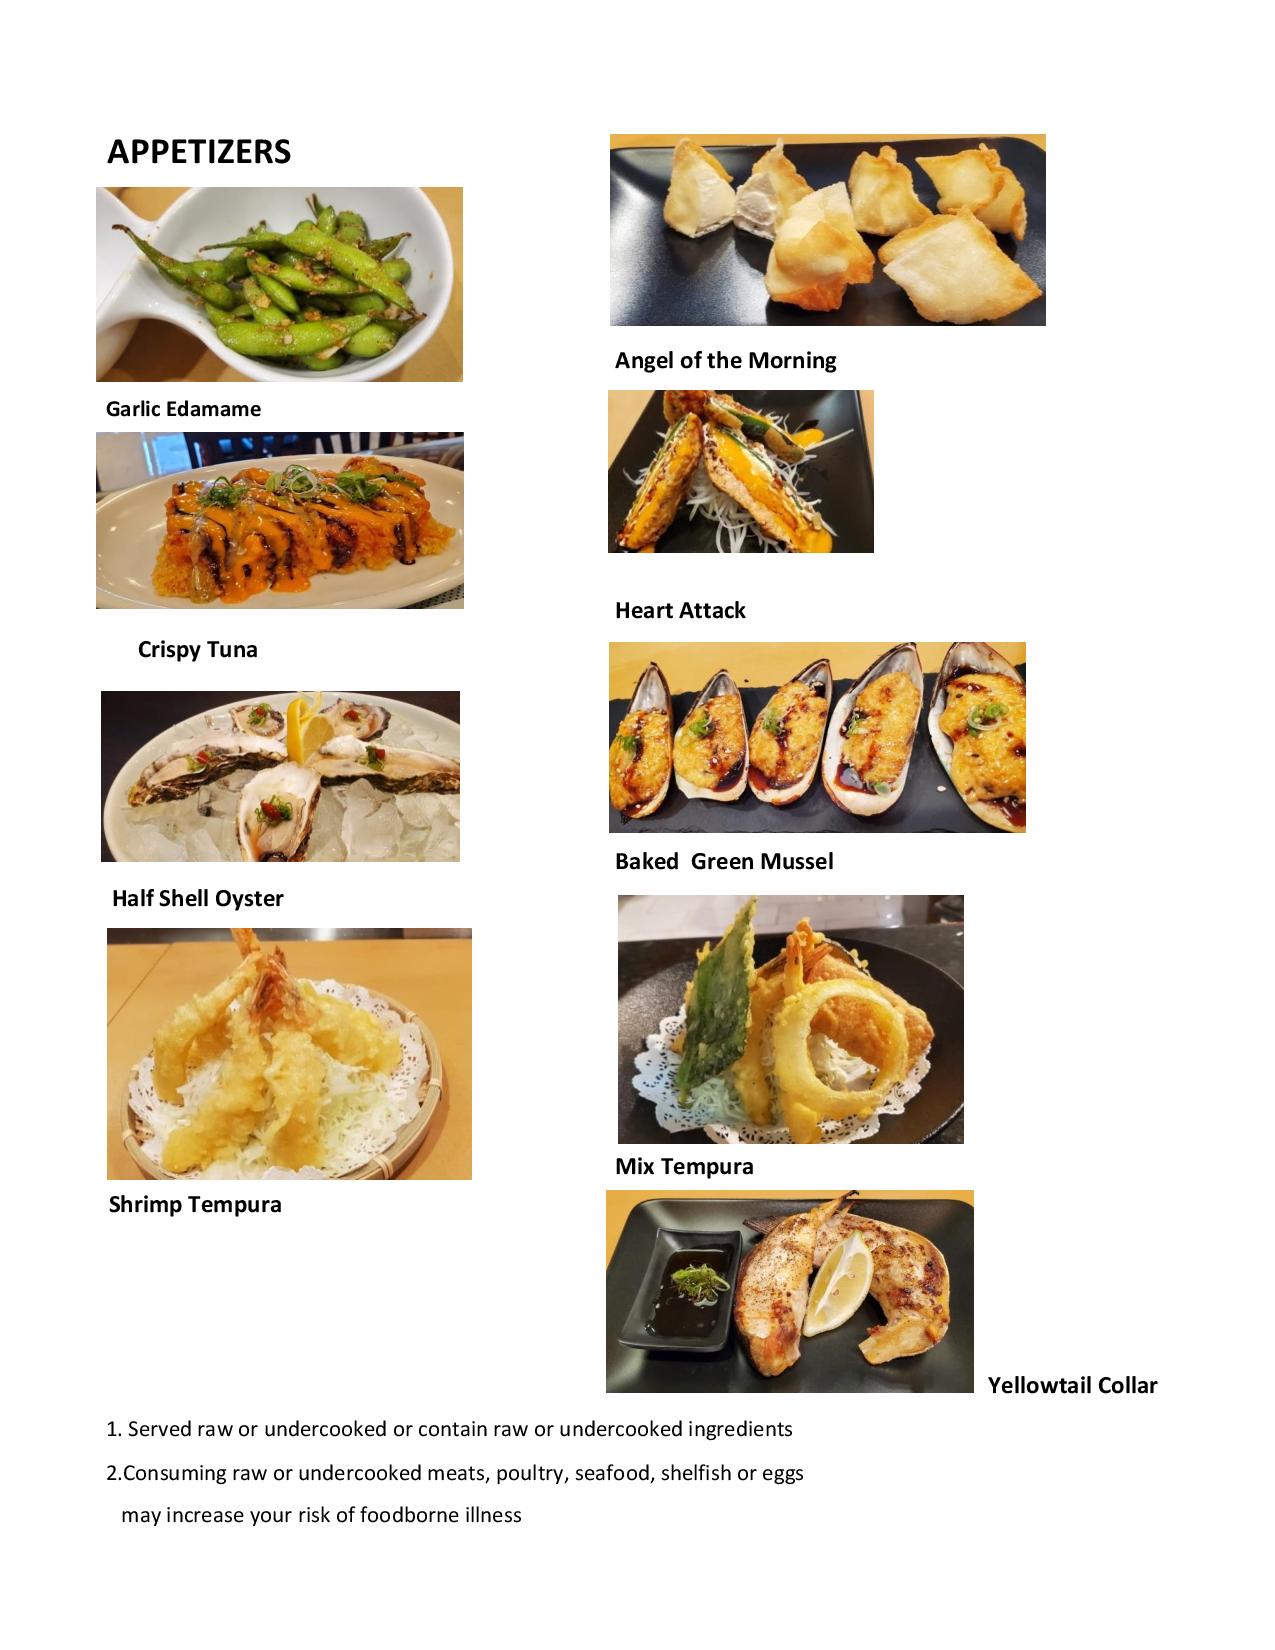 APPETIZERS
Garlic Edamame
Crispy Tuna
Half Shell Oyster
Shrimp Tempura
Angel of the Morning
Heart Attack
Baked  Green Mussel
Mix Tempura
Yellowtail Collar
1. Served raw or undercooked or contain raw or undercooked ingredients
2.Consuming raw or undercooked meats, poultry, seafood, shelfish or eggs
may increase your risk of foodborne illness